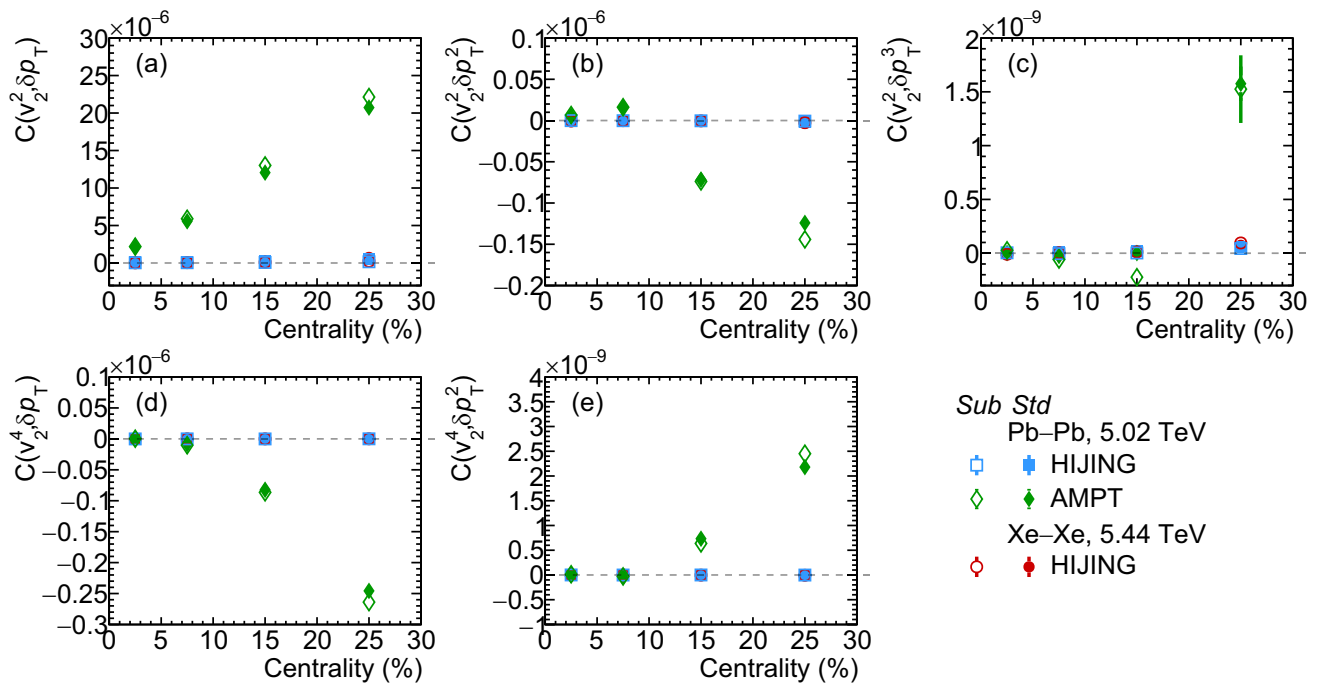 ×10⁻⁶
C(v₂²,δp_T)
(a)
30
25
20
15
10
5
0
0 5 10 15 20 25 30
Centrality (%)
×10⁻⁶
C(v₂²,δp_T²)
(b)
0.1
0.05
0
−0.05
−0.1
−0.15
−0.2
0 5 10 15 20 25 30
Centrality (%)
×10⁻⁹
C(v₂²,δp_T³)
(c)
2
1.5
1
0.5
0
0 5 10 15 20 25 30
Centrality (%)
×10⁻⁶
C(v₂⁴,δp_T)
(d)
0.1
0.05
0
−0.05
−0.1
−0.15
−0.2
−0.25
−0.3
0 5 10 15 20 25 30
Centrality (%)
×10⁻⁹
C(v₂⁴,δp_T²)
(e)
4
3.5
3
2.5
2
1.5
1
0.5
0
−0.5
−1
0 5 10 15 20 25 30
Centrality (%)
Sub Std
Pb−Pb, 5.02 TeV
HIJING
AMPT
Xe−Xe, 5.44 TeV
HIJING